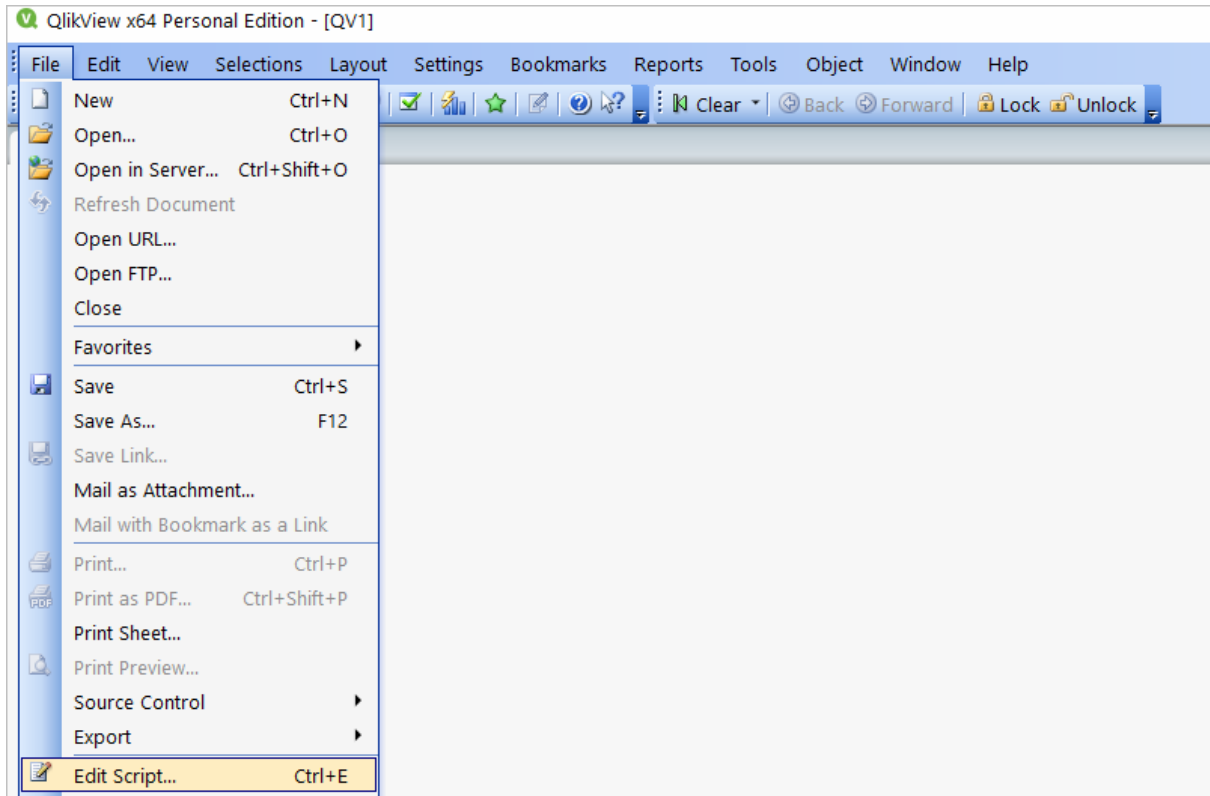 QlikView x64 Personal Edition - [QV1]
File Edit View Selections Layout Settings Bookmarks Reports Tools Object Window Help
Clear Back Forward Lock Unlock
New Ctrl+N
Open... Ctrl+O
Open in Server... Ctrl+Shift+O
Refresh Document
Open URL...
Open FTP...
Close
Favorites
Save Ctrl+S
Save As... F12
Save Link...
Mail as Attachment...
Mail with Bookmark as a Link
Print... Ctrl+P
Print as PDF... Ctrl+Shift+P
Print Sheet...
Print Preview...
Source Control
Export
Edit Script... Ctrl+E